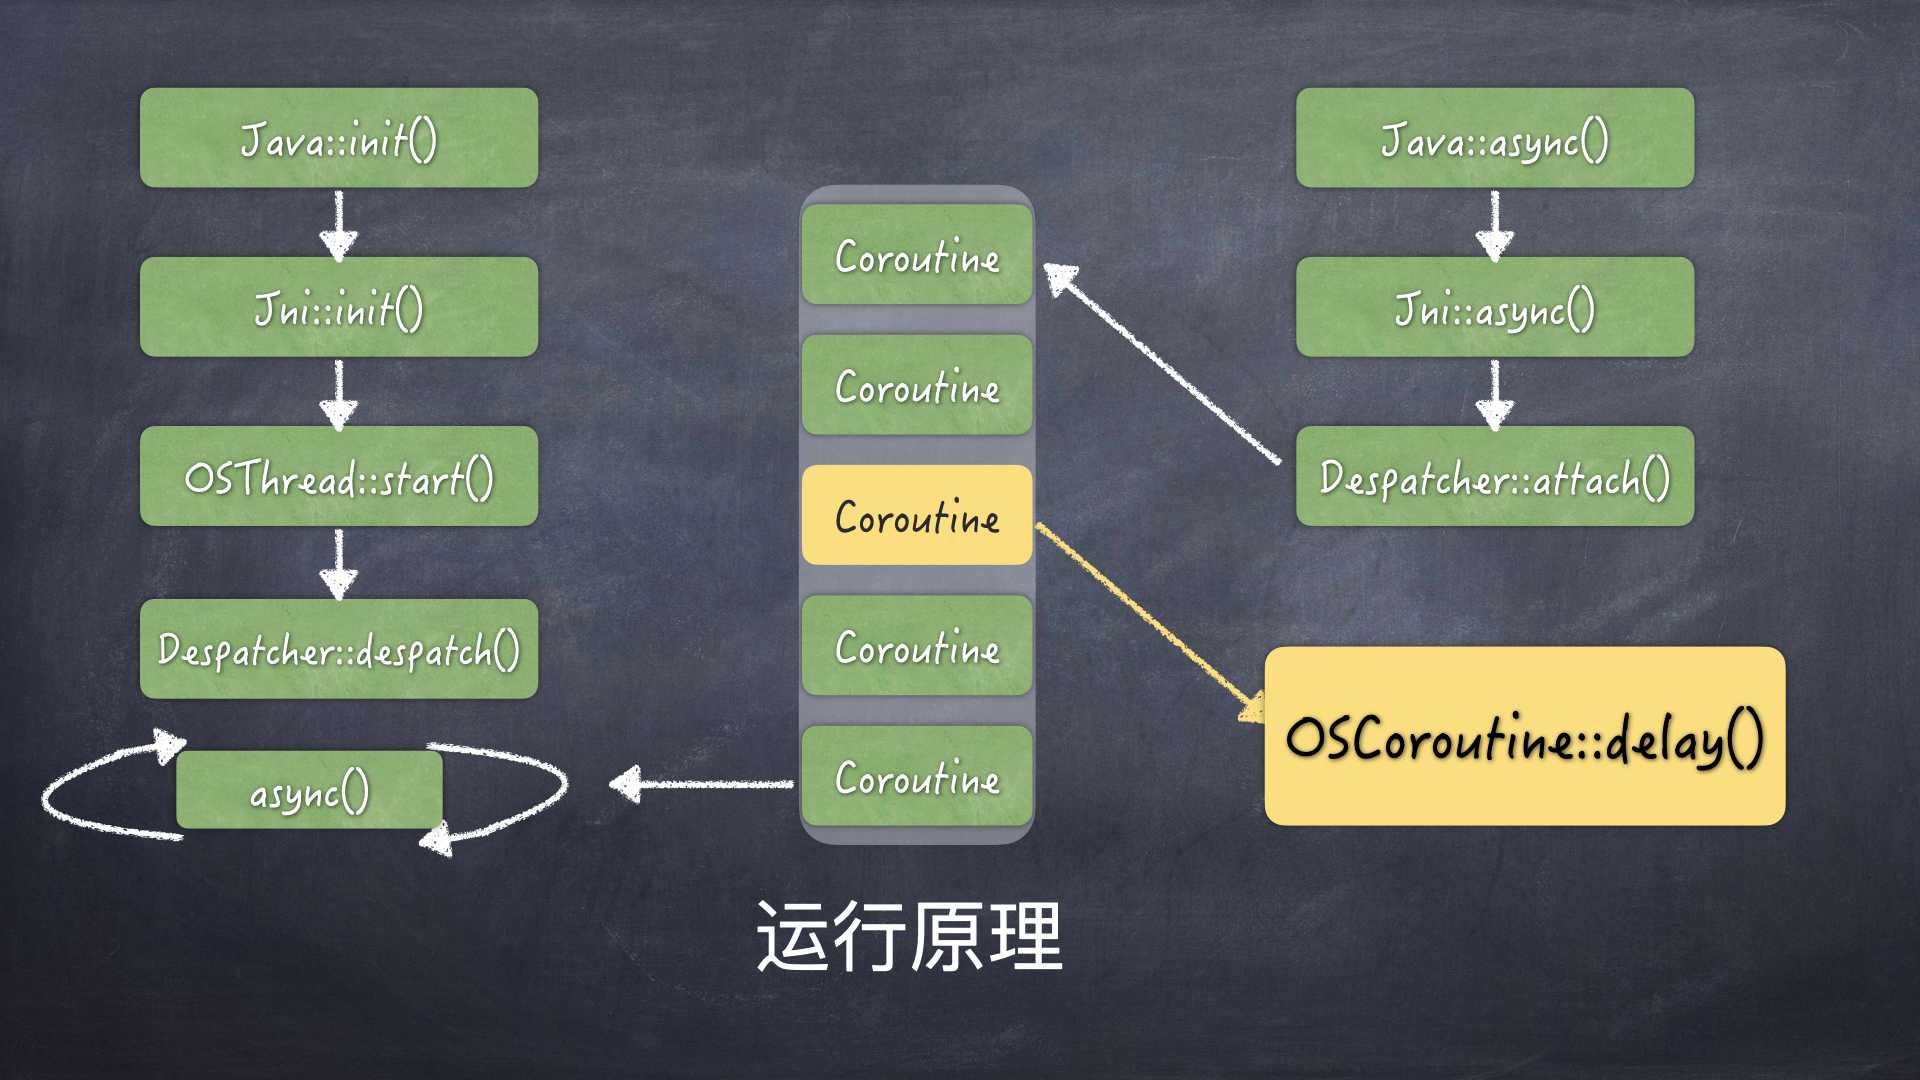 Java::init()
Jni::init()
OSThread::start()
Despatcher::despatch()
async()
Coroutine
Coroutine
Coroutine
Coroutine
Coroutine
Java::async()
Jni::async()
Despatcher::attach()
OSCoroutine::delay()
运行原理